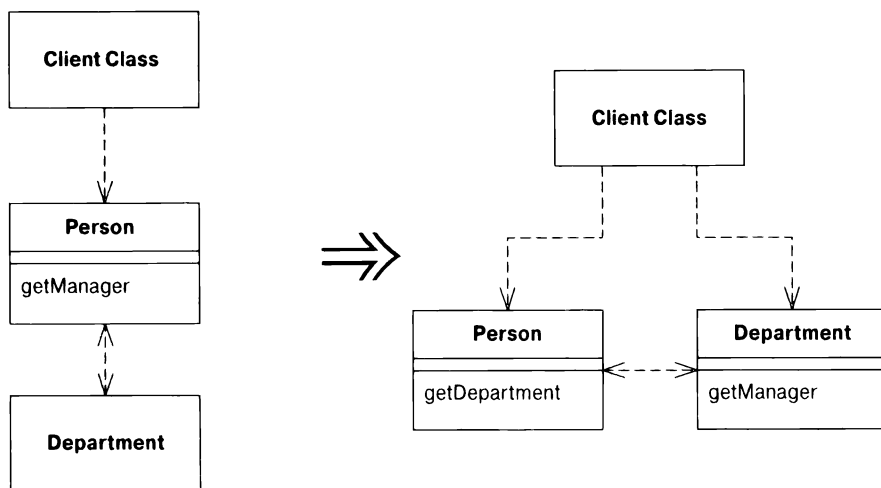 Client Class
Person
getManager
Department
Client Class
Person
getDepartment
Department
getManager